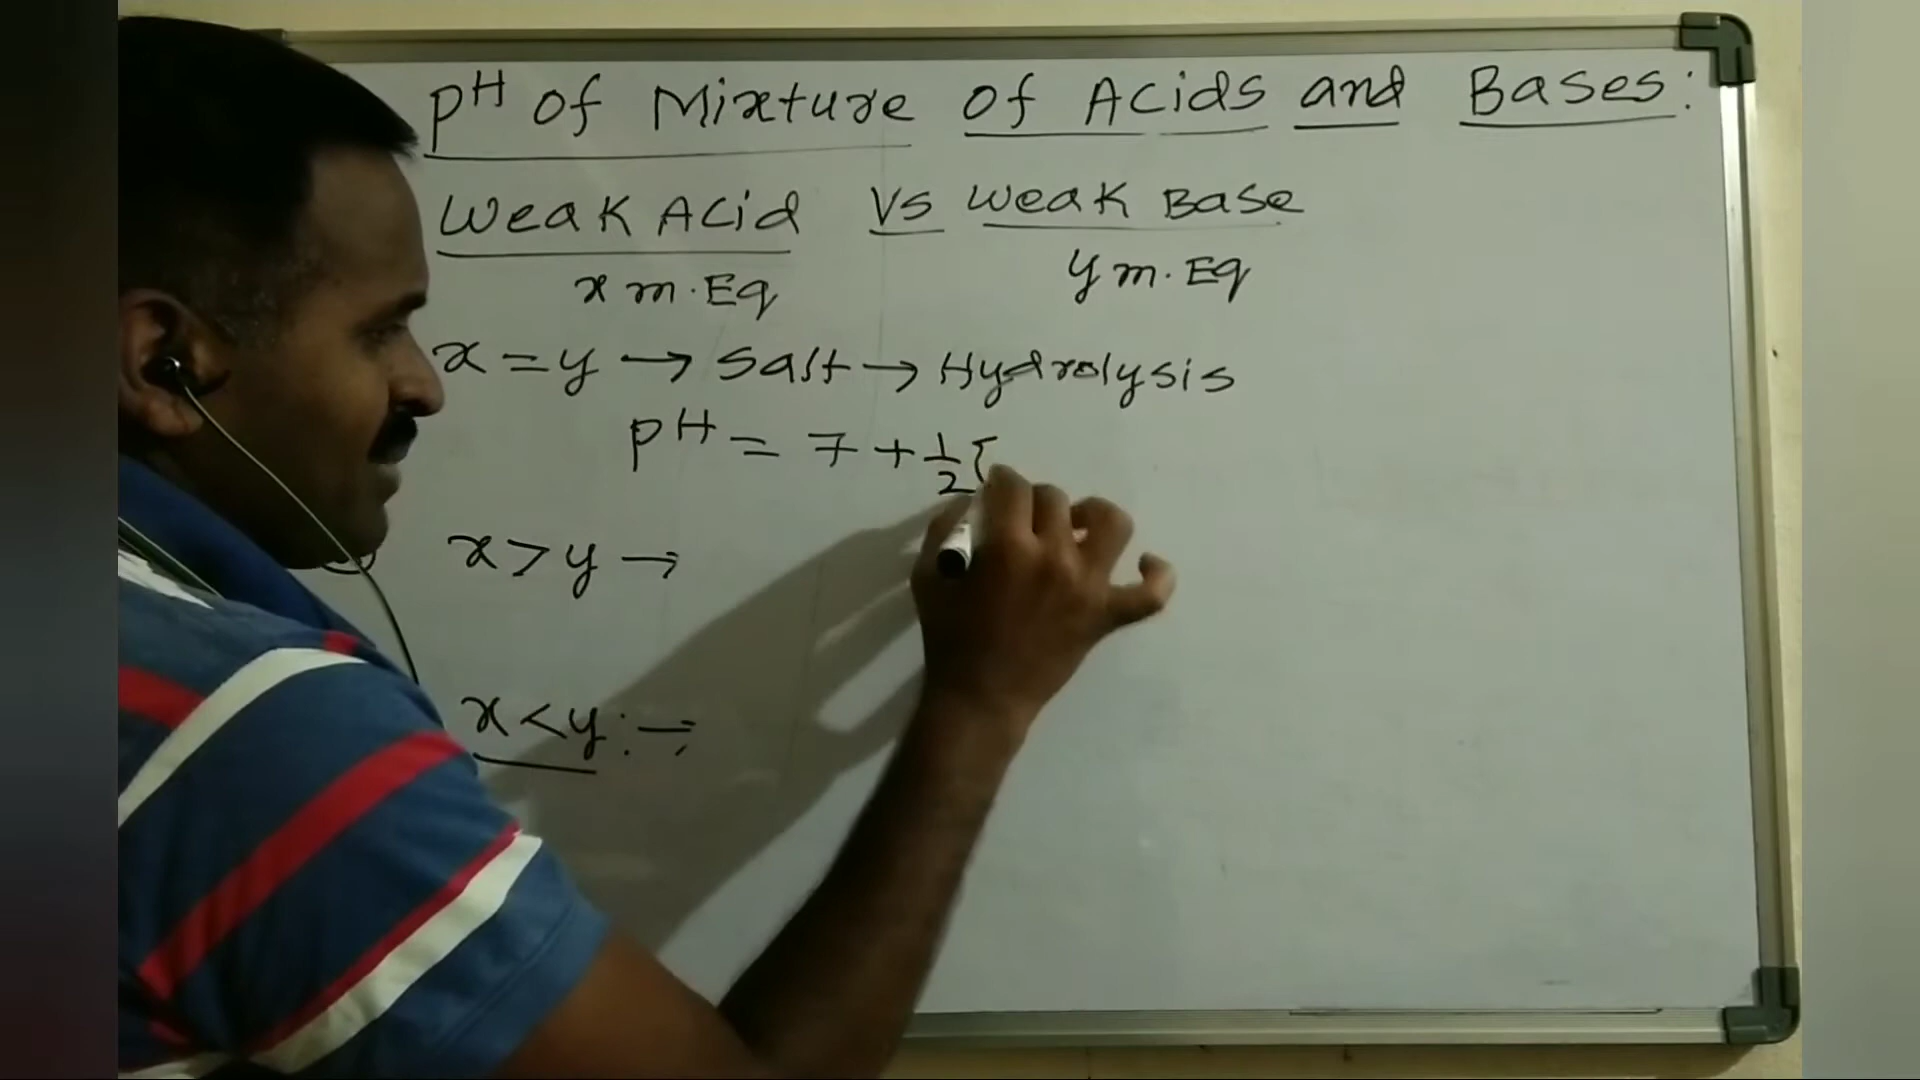 pH of Mixture of Acids and Bases:
Weak Acid Vs Weak Base
x m.Eq y m.Eq
x = y → Salt → Hydrolysis
pH = 7 + 1/2 [
x > y →
x < y : →